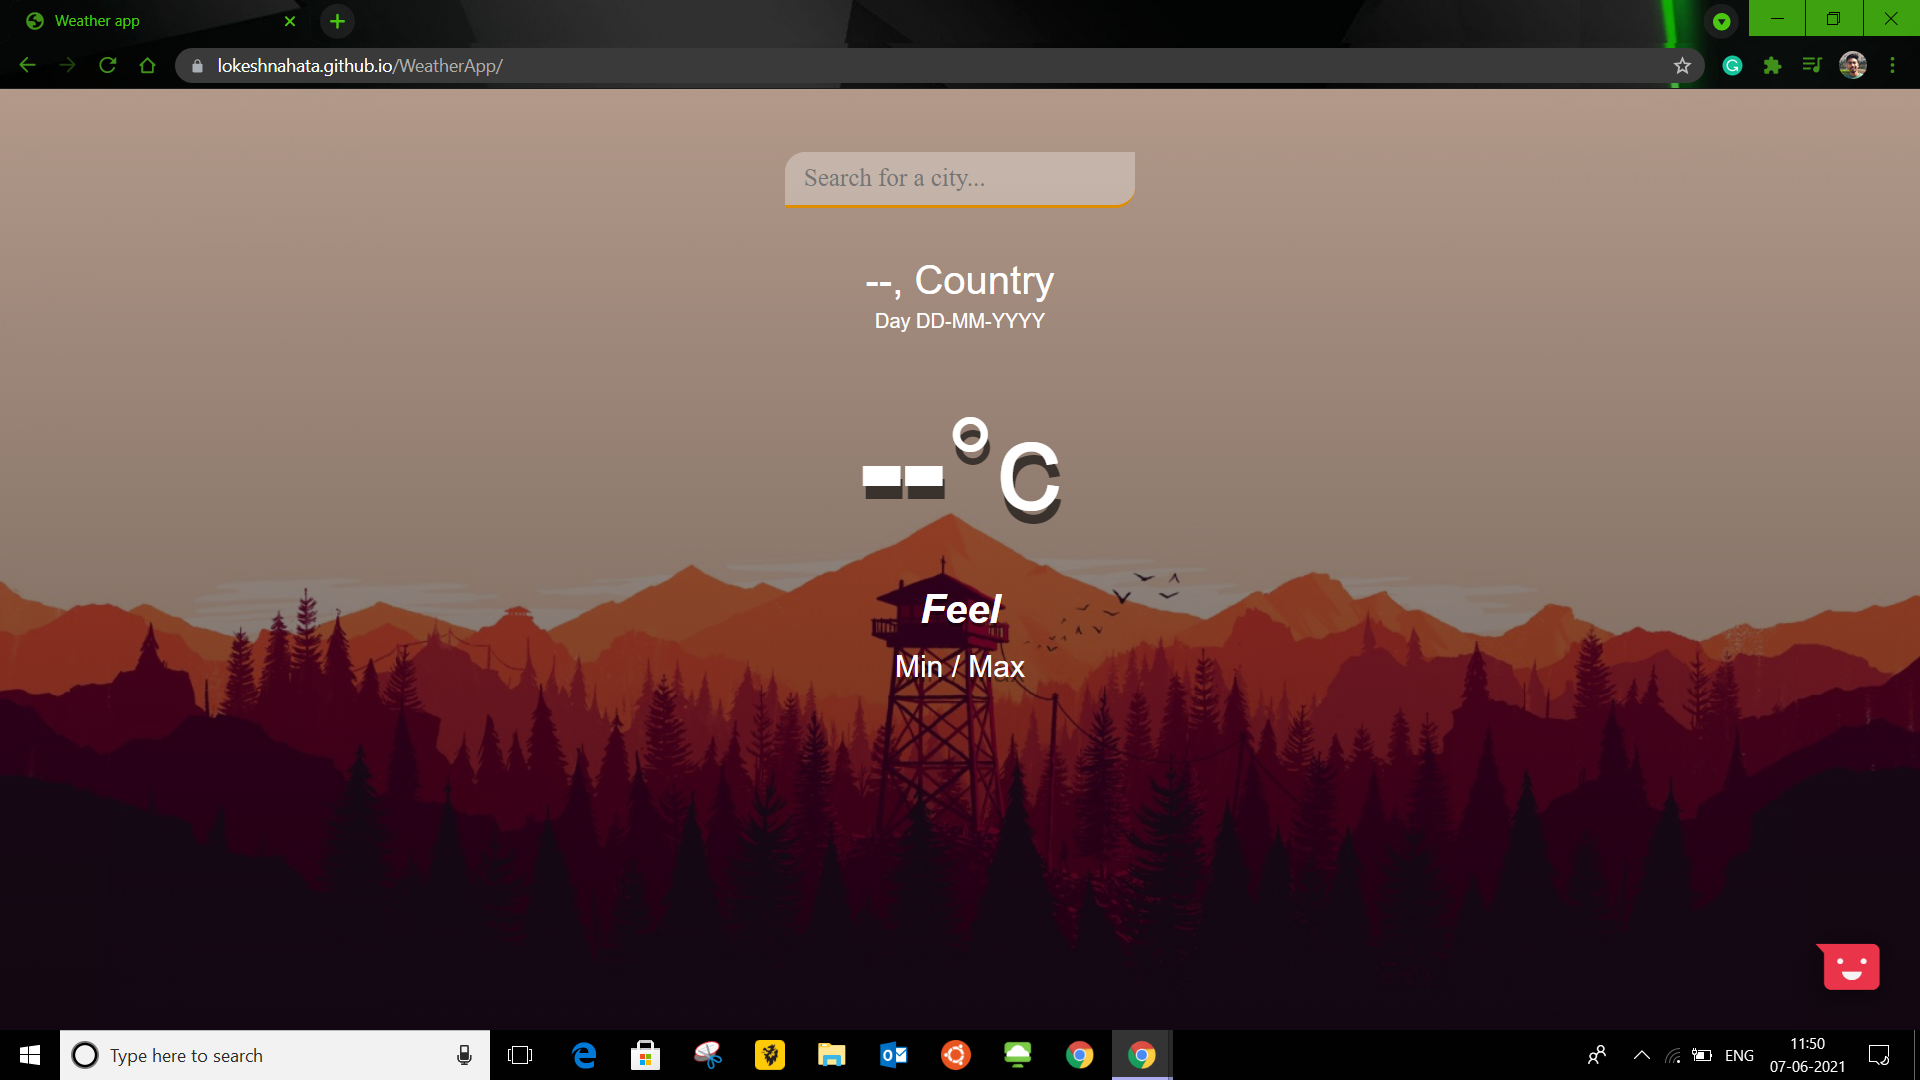 Weather app
lokeshnahata.github.io/WeatherApp/
Search for a city...
--, Country
Day DD-MM-YYYY
--°c
Feel
Min / Max
Type here to search
ENG
11:50
07-06-2021